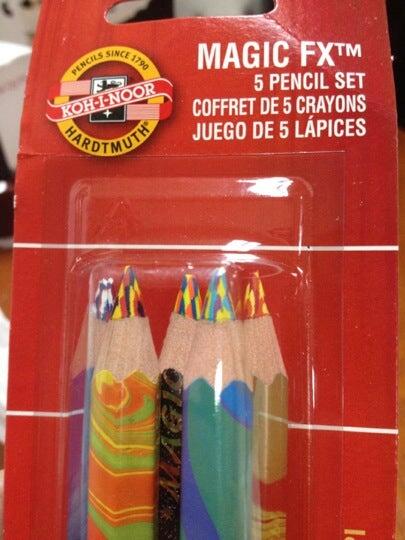 PENCILS SINCE 1790
KOH-I-NOOR
HARDTMUTH
MAGIC FX™
5 PENCIL SET
COFFRET DE 5 CRAYONS
JUEGO DE 5 LÁPICES
MAGIC